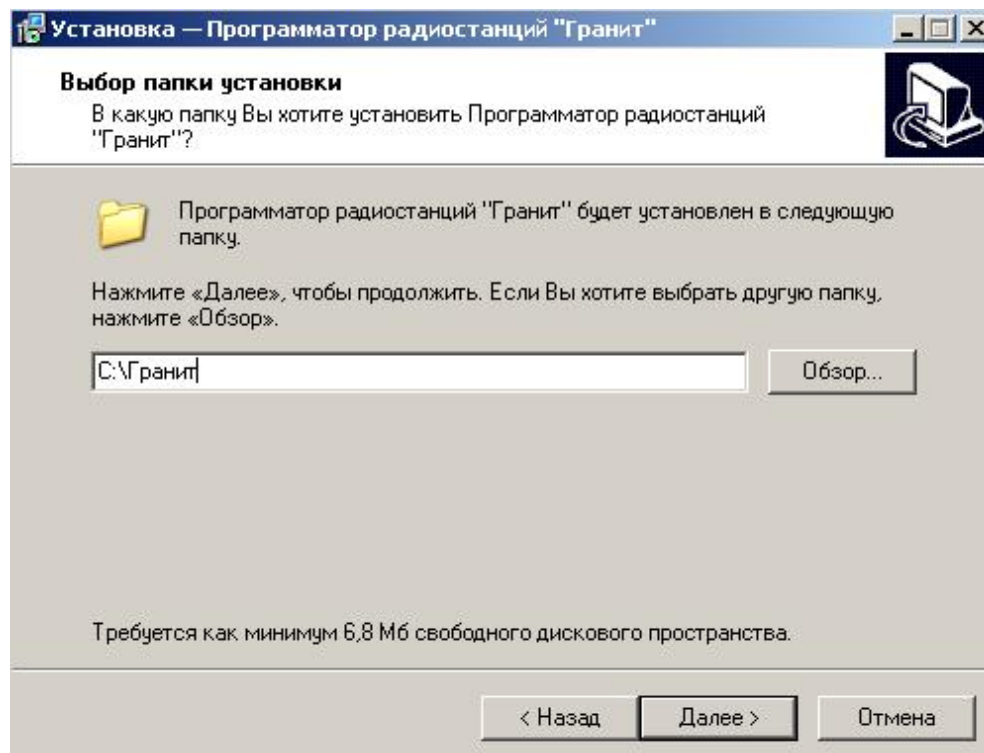 Установка — Программатор радиостанций "Гранит"
Выбор папки установки
В какую папку Вы хотите установить Программатор радиостанций
"Гранит"?
Программатор радиостанций "Гранит" будет установлен в следующую
папку.
Нажмите «Далее», чтобы продолжить. Если Вы хотите выбрать другую папку,
нажмите «Обзор».
C:\Гранит
Обзор...
Требуется как минимум 6,8 Мб свободного дискового пространства.
< Назад
Далее >
Отмена